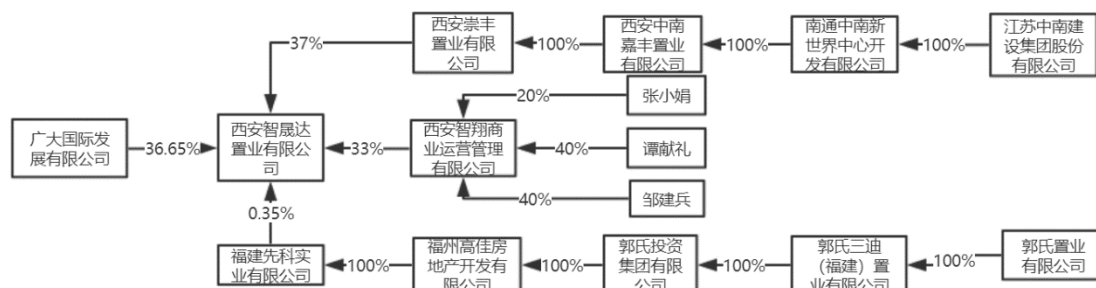 西安崇丰
置业有限
公司
37%
100%
西安中南
嘉丰置业
有限公司
100%
南通中南新
世界中心开
发有限公司
100%
江苏中南建
设集团股份
有限公司
广大国际发
展有限公司
36.65%
西安智晟达
置业有限公
司
33%
西安智翔商
业运营管理
有限公司
20%
张小娟
40%
谭献礼
40%
邹建兵
0.35%
福建先科实
业有限公司
100%
福州高佳房
地产开发有
限公司
100%
郭氏投资
集团有限
公司
100%
郭氏三迪
（福建）置
业有限公司
100%
郭氏置业
有限公司